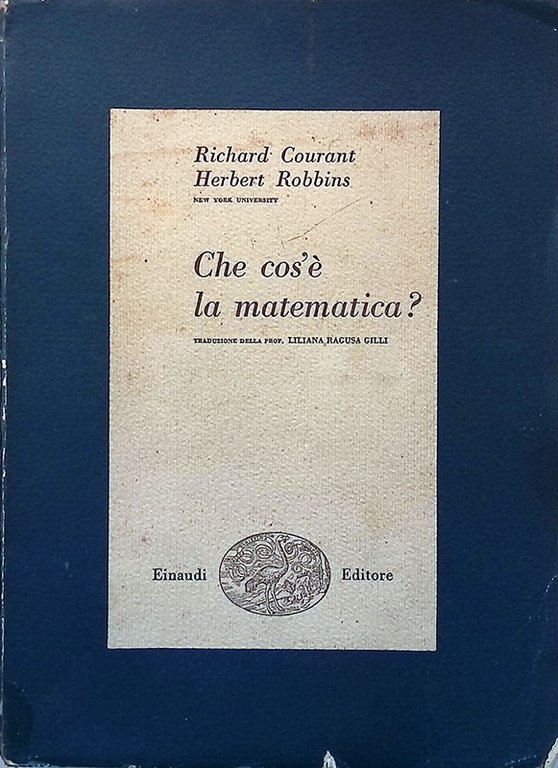 Richard Courant
Herbert Robbins
NEW YORK UNIVERSITY
Che cos'è
la matematica?
TRADUZIONE DELLA PROF. LILIANA RAGUSA GILLI
Einaudi Editore